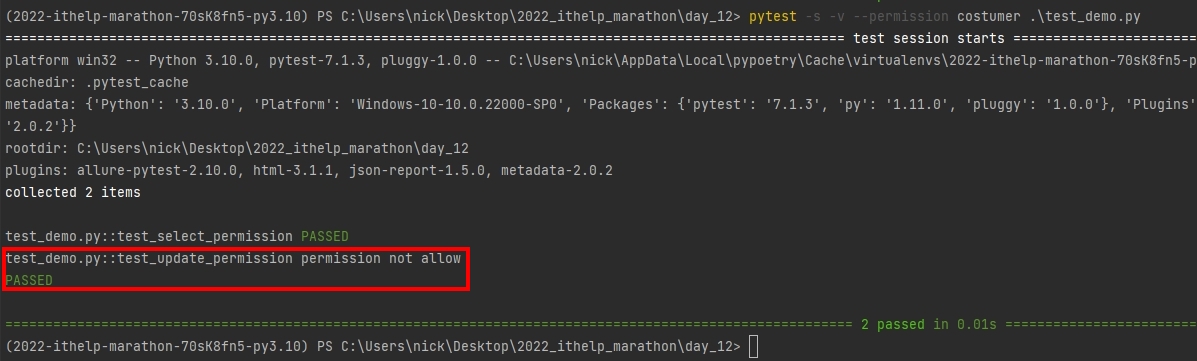 (2022-ithelp-marathon-70sK8fn5-py3.10) PS C:\Users\nick\Desktop\2022_ithelp_marathon\day_12> pytest -s -v --permission costumer .\test_demo.py
========================================================================================================= test session starts =======================
platform win32 -- Python 3.10.0, pytest-7.1.3, pluggy-1.0.0 -- C:\Users\nick\AppData\Local\pypoetry\Cache\virtualenvs\2022-ithelp-marathon-70sK8fn5-p
cachedir: .pytest_cache
metadata: {'Python': '3.10.0', 'Platform': 'Windows-10-10.0.22000-SP0', 'Packages': {'pytest': '7.1.3', 'py': '1.11.0', 'pluggy': '1.0.0'}, 'Plugins'
'2.0.2'}}
rootdir: C:\Users\nick\Desktop\2022_ithelp_marathon\day_12
plugins: allure-pytest-2.10.0, html-3.1.1, json-report-1.5.0, metadata-2.0.2
collected 2 items
test_demo.py::test_select_permission PASSED
test_demo.py::test_update_permission permission not allow
PASSED
========================================================================================================== 2 passed in 0.01s ========================
(2022-ithelp-marathon-70sK8fn5-py3.10) PS C:\Users\nick\Desktop\2022_ithelp_marathon\day_12>